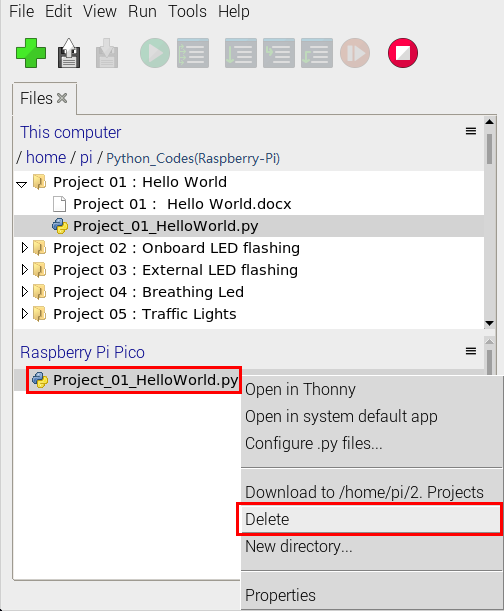 File Edit View Run Tools Help
Files
This computer
/ home / pi / Python_Codes(Raspberry-Pi)
Project 01 : Hello World
Project 01 :  Hello World.docx
Project_01_HelloWorld.py
Project 02 : Onboard LED flashing
Project 03 : External LED flashing
Project 04 : Breathing Led
Project 05 : Traffic Lights
Raspberry Pi Pico
Project_01_HelloWorld.py
Open in Thonny
Open in system default app
Configure .py files...
Download to /home/pi/2. Projects
Delete
New directory...
Properties